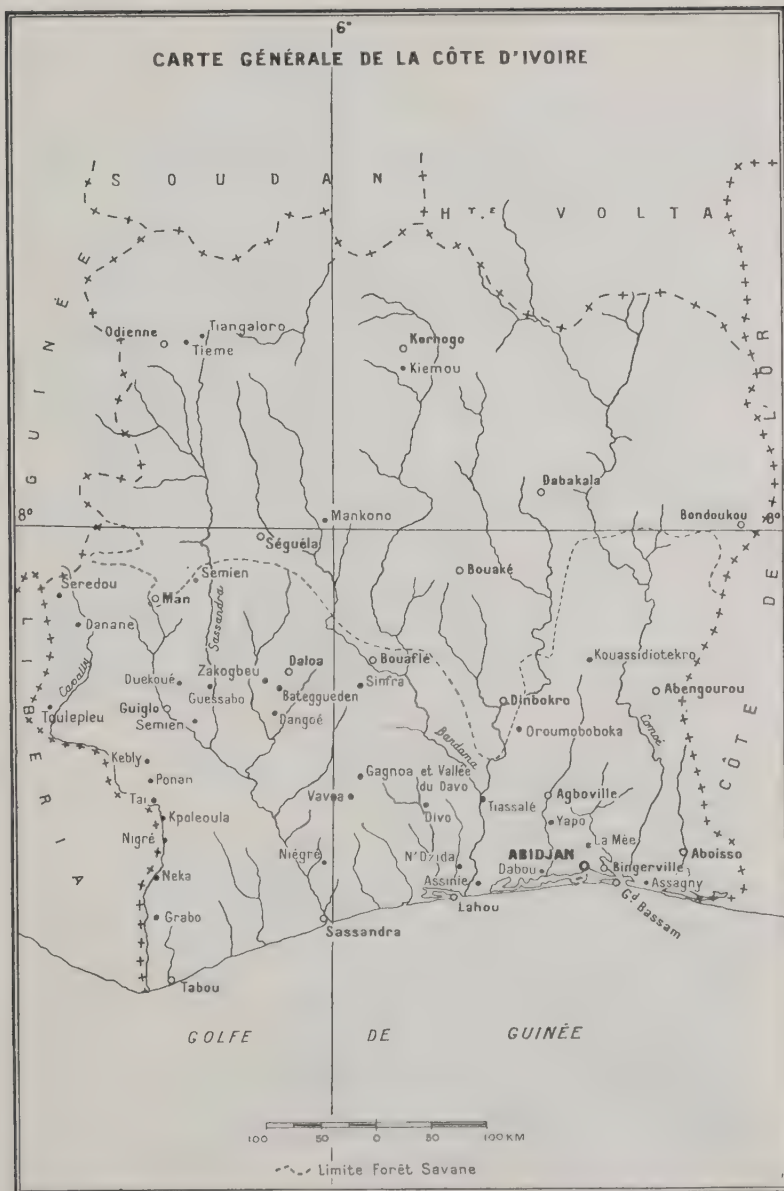 6°
CARTE GÉNÉRALE DE LA CÔTE D'IVOIRE
SOUDAN
HTE VOLTA
GUINÉE
CÔTE DE L'ÔR
Tiangaloro
Odienne
Tieme
Korhogo
Kiemou
Dabakala
Mankono
8°
8°
Bondoukou
Séguéla
Semien
Bouaké
Seredou
Man
Danane
Sassandra
Cavally
LIBERIA
Zakogbeu
Daloa
Bouaflé
Kouassidiotekro
Duekoué
Guessabo
Bateggueden
Sinfra
Abengourou
Toulepleu
Guiglo
Semien
Dangoé
Dinbokro
Oroumoboboka
Bandama
Comoé
Kebly
Ponan
Gagnoa et Vallée
du Davo
Tai
Vavoa
Divo
Tiassalé
Agboville
Kpoleoula
Yapo
Nigré
La Mèe
Niégré
N'Dzida
ABIDJAN
Aboisso
Dabou
Bingerville
Neka
Assinie
Assagny
Grabo
Lahou
Gd Bassam
Sassandra
Tabou
GOLFE DE GUINÉE
100 50 0 50 100 KM
Limite Forêt Savane